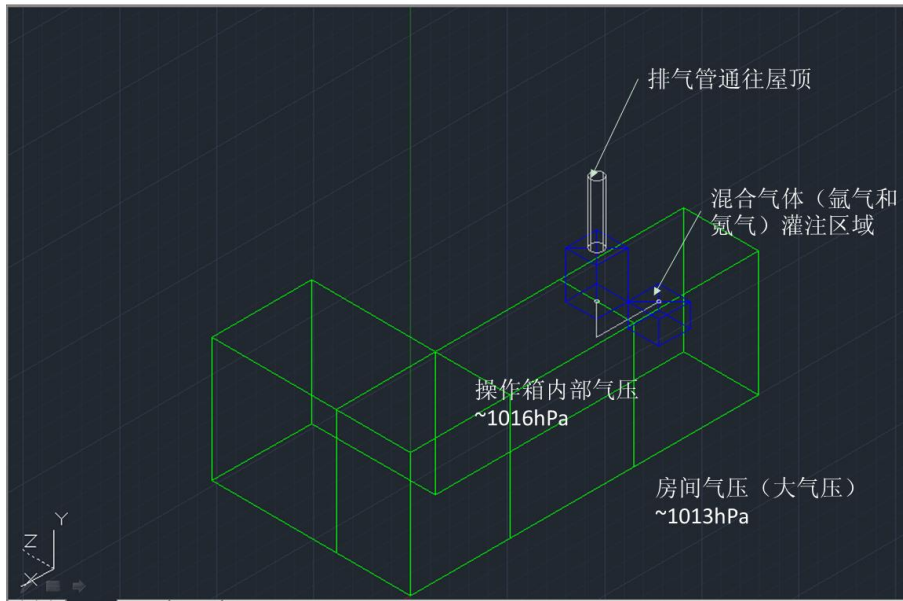 排气管通往屋顶
混合气体（氩气和
氪气）灌注区域
操作箱内部气压
~1016hPa
房间气压（大气压）
~1013hPa
Y
Z
X